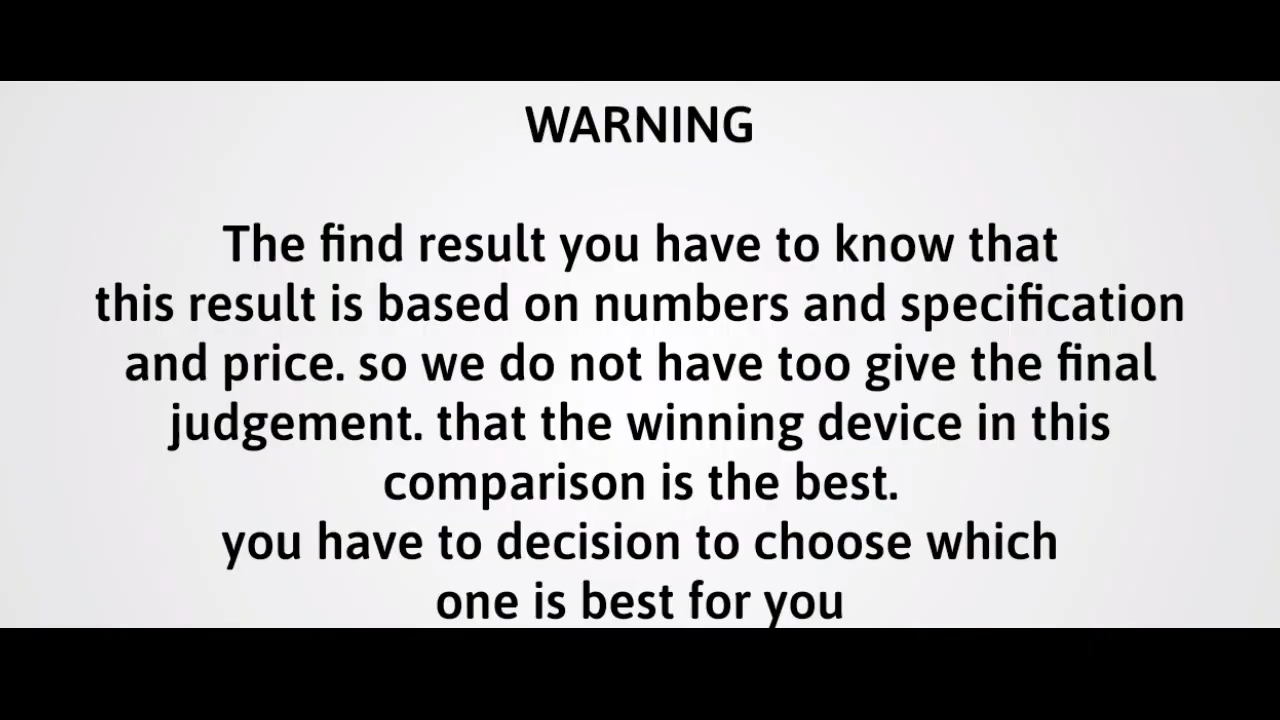 WARNING
The find result you have to know that
this result is based on numbers and specification
and price. so we do not have too give the final
judgement. that the winning device in this
comparison is the best.
you have to decision to choose which
one is best for you